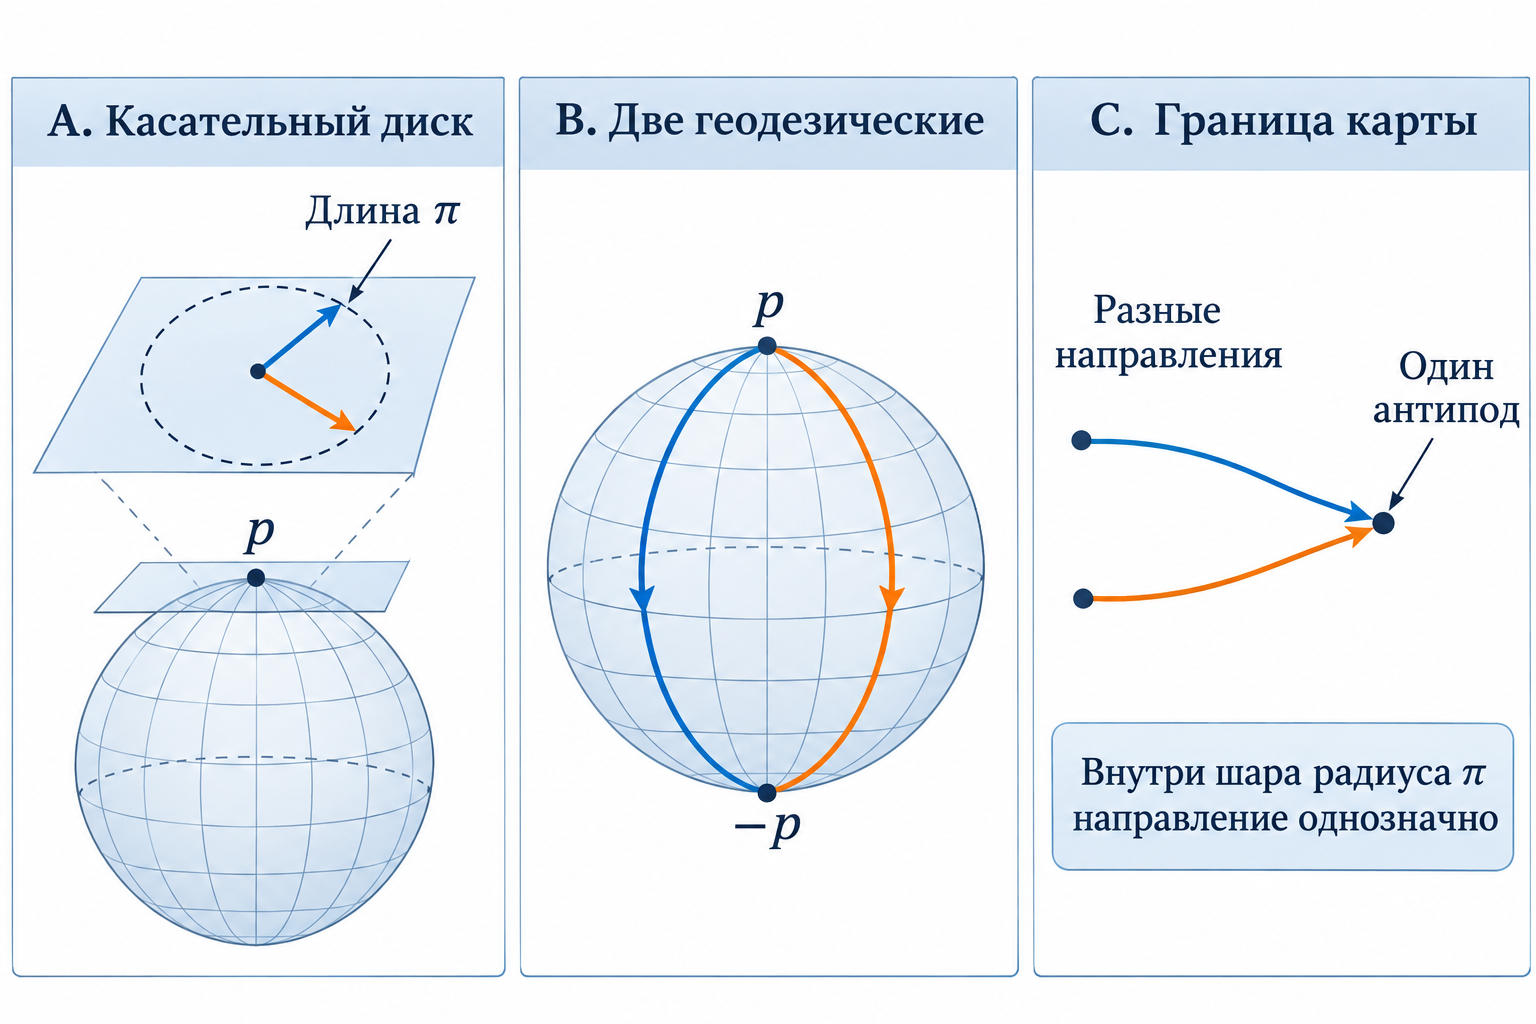 A. Касательный диск
Длина π
p
B. Две геодезические
p
−p
C. Граница карты
Разные
направления
Один
антипод
Внутри шара радиуса π
направление однозначно